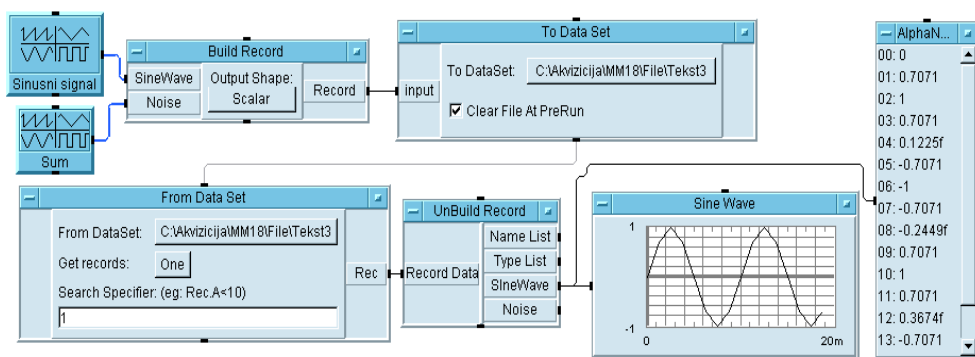 Sinusni signal
Sum
Build Record
SineWave
Noise
Output Shape:
Scalar
Record
To Data Set
input
To DataSet:
C:\Akvizicija\MM18\File\Tekst3
Clear File At PreRun
From Data Set
From DataSet:
C:\Akvizicija\MM18\File\Tekst3
Get records:
One
Search Specifier: (eg: Rec.A<10)
1
Rec
UnBuild Record
Record Data
Name List
Type List
SIneWave
Noise
Sine Wave
1
-1
0
20m
AlphaN...
00: 0
01: 0.7071
02: 1
03: 0.7071
04: 0.1225f
05: -0.7071
06: -1
07: -0.7071
08: -0.2449f
09: 0.7071
10: 1
11: 0.7071
12: 0.3674f
13: -0.7071